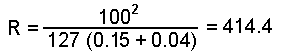 R = 100² / 127 (0.15 + 0.04) = 414.4